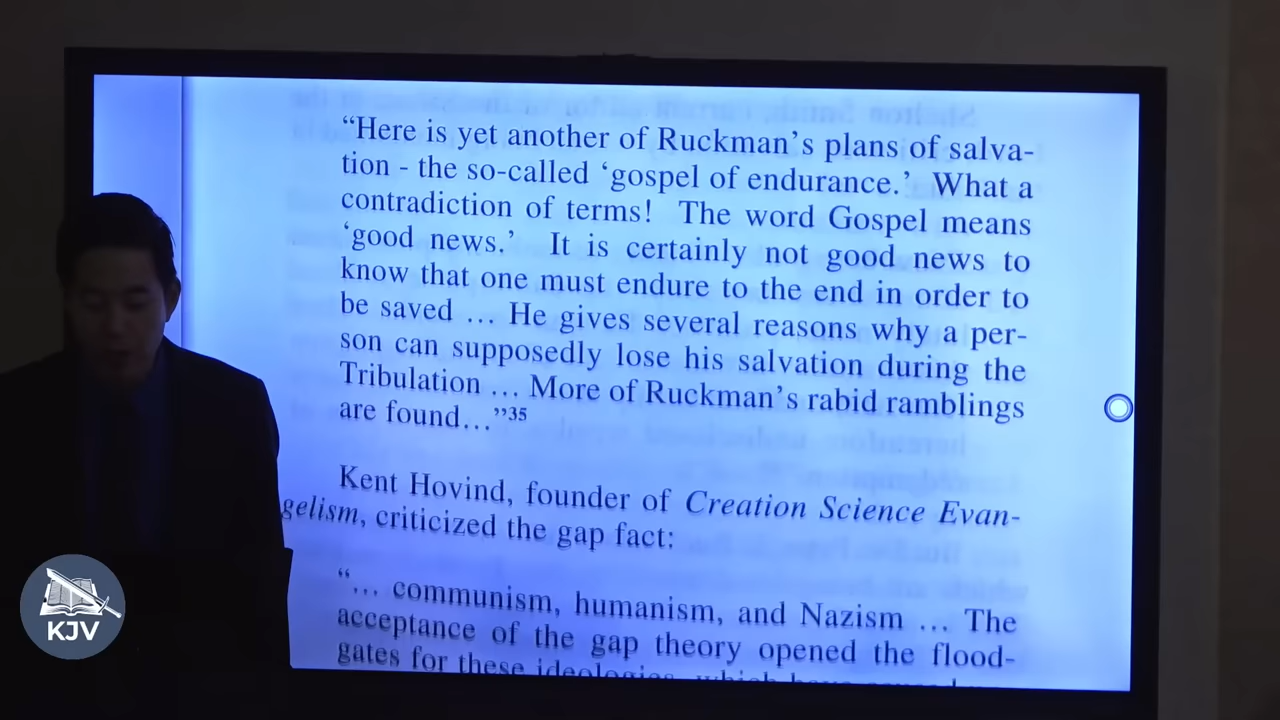 “Here is yet another of Ruckman’s plans of salva-
tion - the so-called ‘gospel of endurance.’ What a
contradiction of terms! The word Gospel means
‘good news.’ It is certainly not good news to
know that one must endure to the end in order to
be saved ... He gives several reasons why a per-
son can supposedly lose his salvation during the
Tribulation ... More of Ruckman’s rabid ramblings
are found...”35
Kent Hovind, founder of Creation Science Evan-
gelism, criticized the gap fact:
“... communism, humanism, and Nazism ... The
acceptance of the gap theory opened the flood-
gates for these ideologies, which have
KJV